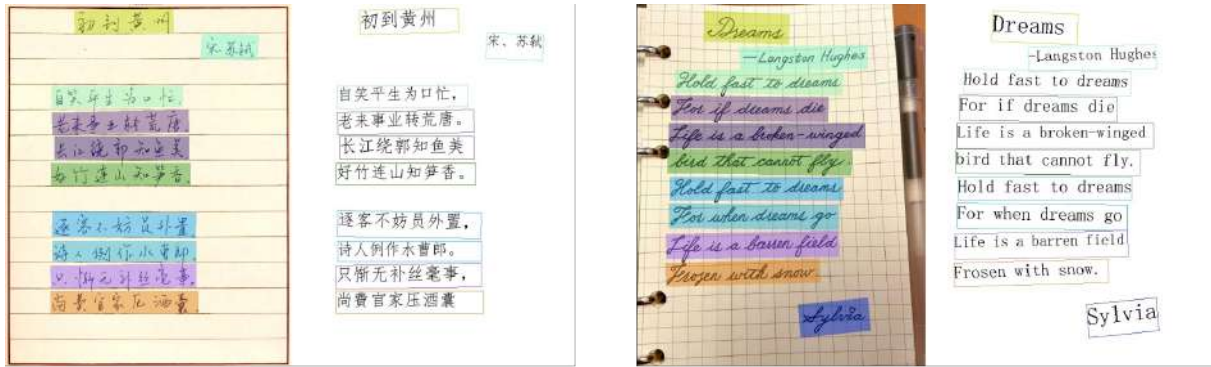 初到黄州
宋.苏轼
自笑平生为口忙,
老来事业转荒唐.
长江绕郭知鱼美
好竹连山知笋香.
逐客不妨员外置
诗人例作水曹郎.
只惭无补丝毫事,
尚费官家压酒囊.
初到黄州
宋、苏轼
自笑平生为口忙，
老来事业转荒唐。
长江绕郭知鱼美
好竹连山知笋香。
逐客不妨员外置，
诗人例作水曹郎。
只惭无补丝毫事，
尚費官家压酒囊
Dreams
—Langston Hughes
Hold fast to dreams
For if dreams die
Life is a broken-winged
bird that cannot fly.
Hold fast to dreams
For when dreams go
Life is a barren field
Frozen with snow.
Sylvia
Dreams
-Langston Hughes
Hold fast to dreams
For if dreams die
Life is a broken-winged
bird that cannot fly.
Hold fast to dreams
For when dreams go
Life is a barren field
Frosen with snow.
Sylvia